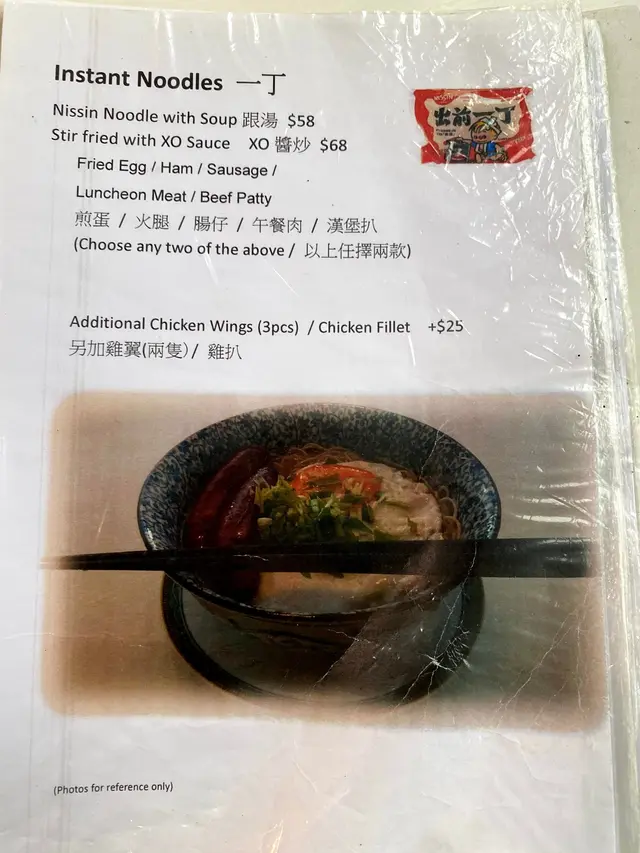 Instant Noodles 一丁
Nissin Noodle with Soup 跟湯 $58
Stir fried with XO Sauce XO 醬炒 $68
Fried Egg / Ham / Sausage /
Luncheon Meat / Beef Patty
煎蛋 / 火腿 / 腸仔 / 午餐肉 / 漢堡扒
(Choose any two of the above / 以上任擇兩款)
出前一丁
Additional Chicken Wings (3pcs) / Chicken Fillet +$25
另加雞翼(兩隻)/ 雞扒
(Photos for reference only)